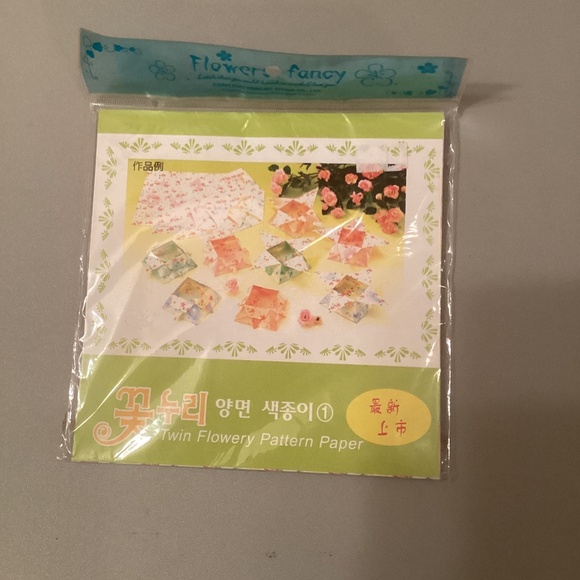 Flower fancy
作品例
꽃누리 양면 색종이①
Twin Flowery Pattern Paper
最新
上市